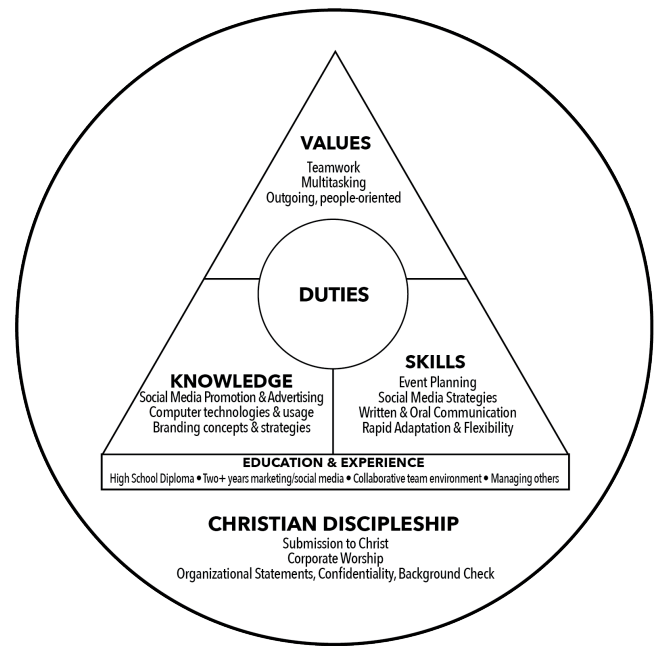 VALUES
Teamwork
Multitasking
Outgoing, people-oriented
DUTIES
KNOWLEDGE
Social Media Promotion & Advertising
Computer technologies & usage
Branding concepts & strategies
SKILLS
Event Planning
Social Media Strategies
Written & Oral Communication
Rapid Adaptation & Flexibility
EDUCATION & EXPERIENCE
High School Diploma • Two+ years marketing/social media • Collaborative team environment • Managing others
CHRISTIAN DISCIPLESHIP
Submission to Christ
Corporate Worship
Organizational Statements, Confidentiality, Background Check